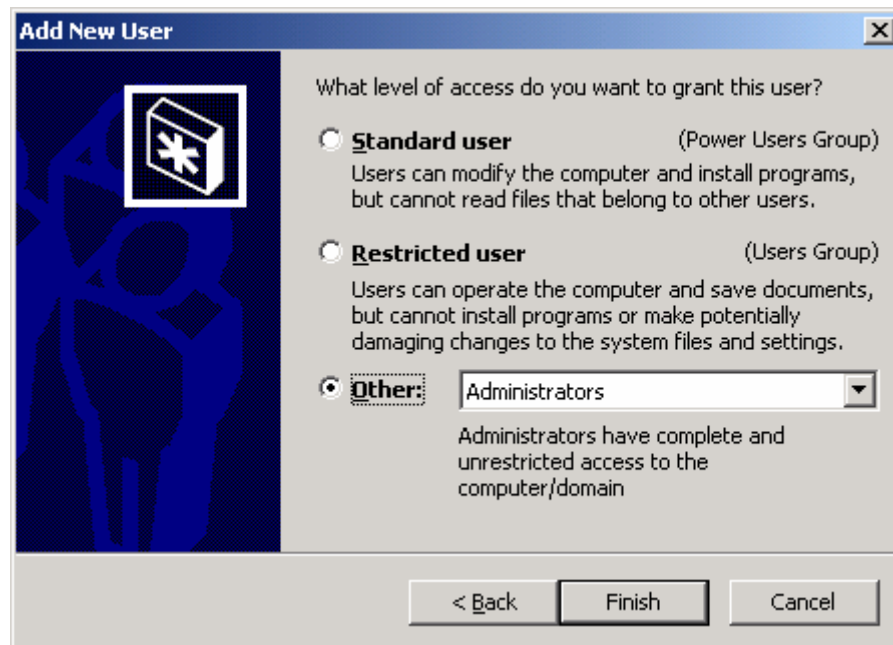 Add New User
What level of access do you want to grant this user?
Standard user (Power Users Group)
Users can modify the computer and install programs,
but cannot read files that belong to other users.
Restricted user (Users Group)
Users can operate the computer and save documents,
but cannot install programs or make potentially
damaging changes to the system files and settings.
Other: Administrators
Administrators have complete and
unrestricted access to the
computer/domain
< Back Finish Cancel